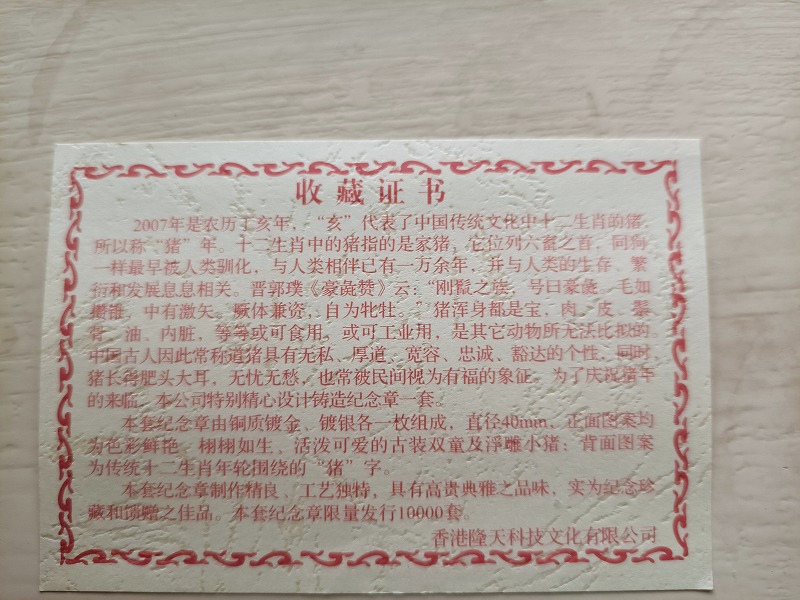 收藏证书
2007年是农历丁亥年，“亥”代表了中国传统文化中十二生肖的猪，
所以称“猪”年。十二生肖中的猪指的是家猪，它位列六畜之首，同狗
一样最早被人类驯化，与人类相伴已有一万余年，并与人类的生存、繁
衍和发展息息相关。晋郭璞《豪彘赞》云：“刚鬣之族，号曰豪彘。毛如
攒锥，中有激矢。厥体兼资，自为牝牡。”猪浑身都是宝，肉、皮、鬃、
骨、油、内脏，等等或可食用，或可工业用，是其它动物所无法比拟的。
中国古人因此常称道猪具有无私、厚道、宽容、忠诚、豁达的个性，同时，
猪长得肥头大耳，无忧无愁，也常被民间视为有福的象征。为了庆祝猪年
的来临，本公司特别精心设计铸造纪念章一套。
本套纪念章由铜质镀金、镀银各一枚组成，直径40mm，正面图案均
为色彩鲜艳、栩栩如生、活泼可爱的古装双童及浮雕小猪；背面图案
为传统十二生肖年轮围绕的“猪”字。
本套纪念章制作精良、工艺独特，具有高贵典雅之品味，实为纪念珍
藏和馈赠之佳品。本套纪念章限量发行10000套。
香港隆天科技文化有限公司